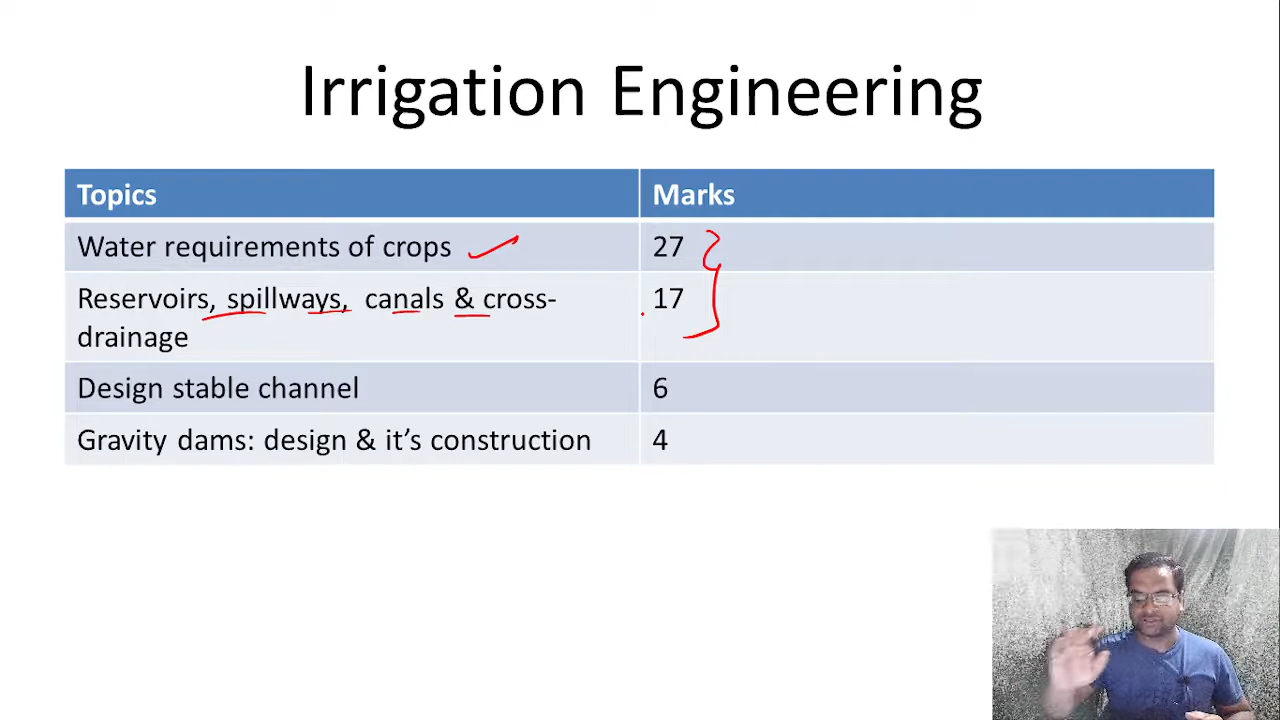 Irrigation Engineering
Topics Marks
Water requirements of crops 27
Reservoirs, spillways, canals & cross- 17
drainage
Design stable channel 6
Gravity dams: design & it's construction 4